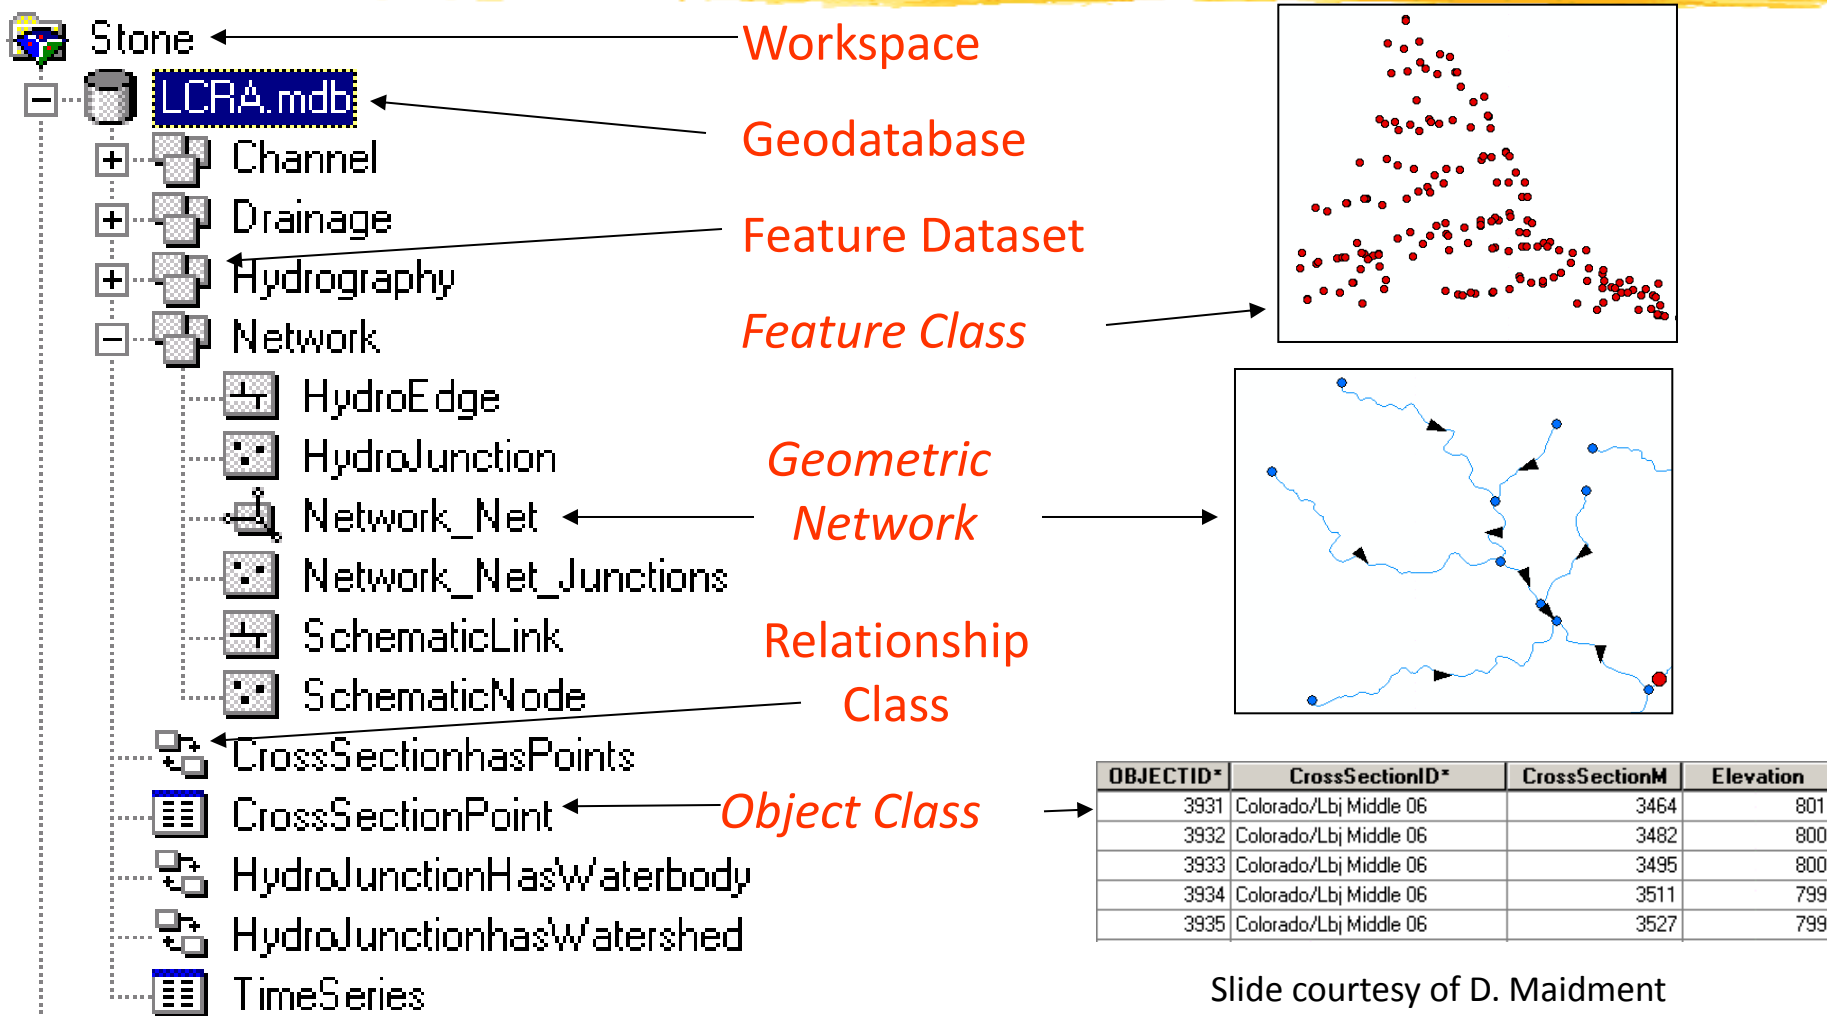 Stone
LCRA.mdb
Channel
Drainage
Hydrography
Network
HydroEdge
HydroJunction
Network_Net
Network_Net_Junctions
SchematicLink
SchematicNode
CrossSectionhasPoints
CrossSectionPoint
HydroJunctionHasWaterbody
HydroJunctionhasWatershed
TimeSeries
Workspace
Geodatabase
Feature Dataset
Feature Class
Geometric
Network
Relationship
Class
Object Class
OBJECTID* CrossSectionID* CrossSectionM Elevation
3931 Colorado/Lbj Middle 06 3464 801
3932 Colorado/Lbj Middle 06 3482 800
3933 Colorado/Lbj Middle 06 3495 800
3934 Colorado/Lbj Middle 06 3511 799
3935 Colorado/Lbj Middle 06 3527 799
Slide courtesy of D. Maidment